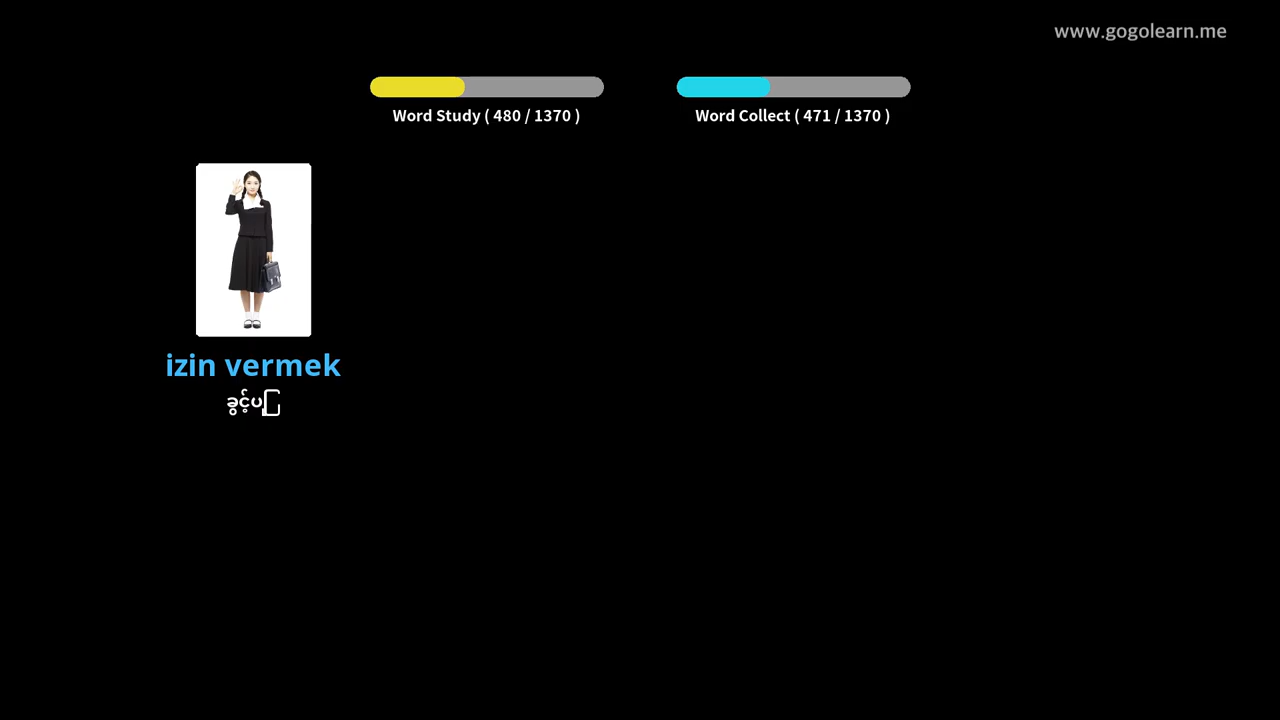 www.gogolearn.me
Word Study ( 480 / 1370 )
Word Collect ( 471 / 1370 )
izin vermek
ခွင့်ပြု